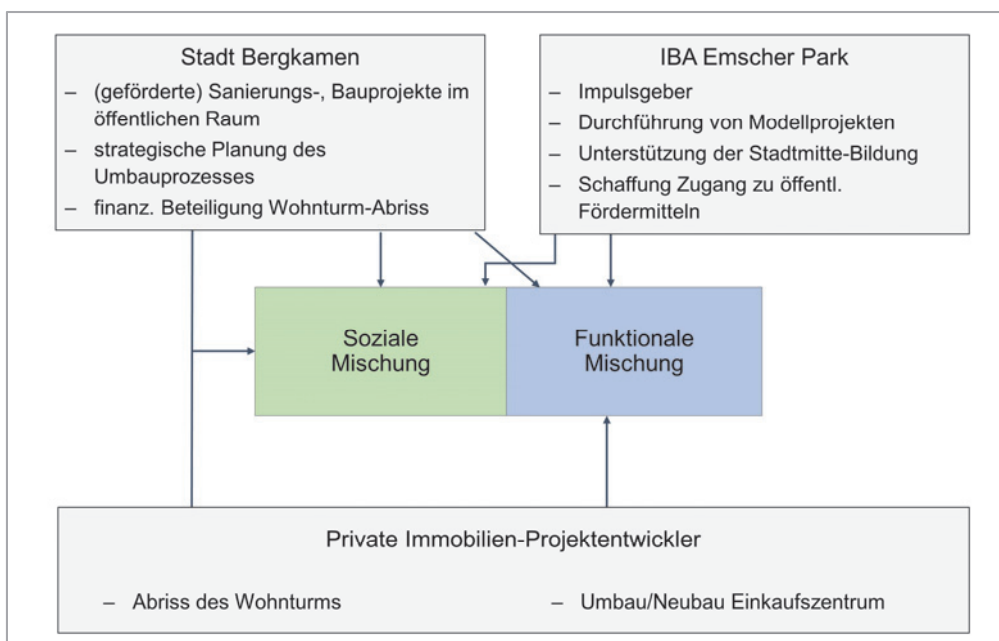 Stadt Bergkamen
– (geförderte) Sanierungs-, Bauprojekte im
öffentlichen Raum
– strategische Planung des
Umbauprozesses
– finanz. Beteiligung Wohnturm-Abriss
IBA Emscher Park
– Impulsgeber
– Durchführung von Modellprojekten
– Unterstützung der Stadtmitte-Bildung
– Schaffung Zugang zu öffentl.
Fördermitteln
Soziale
Mischung
Funktionale
Mischung
Private Immobilien-Projektentwickler
– Abriss des Wohnturms
– Umbau/Neubau Einkaufszentrum